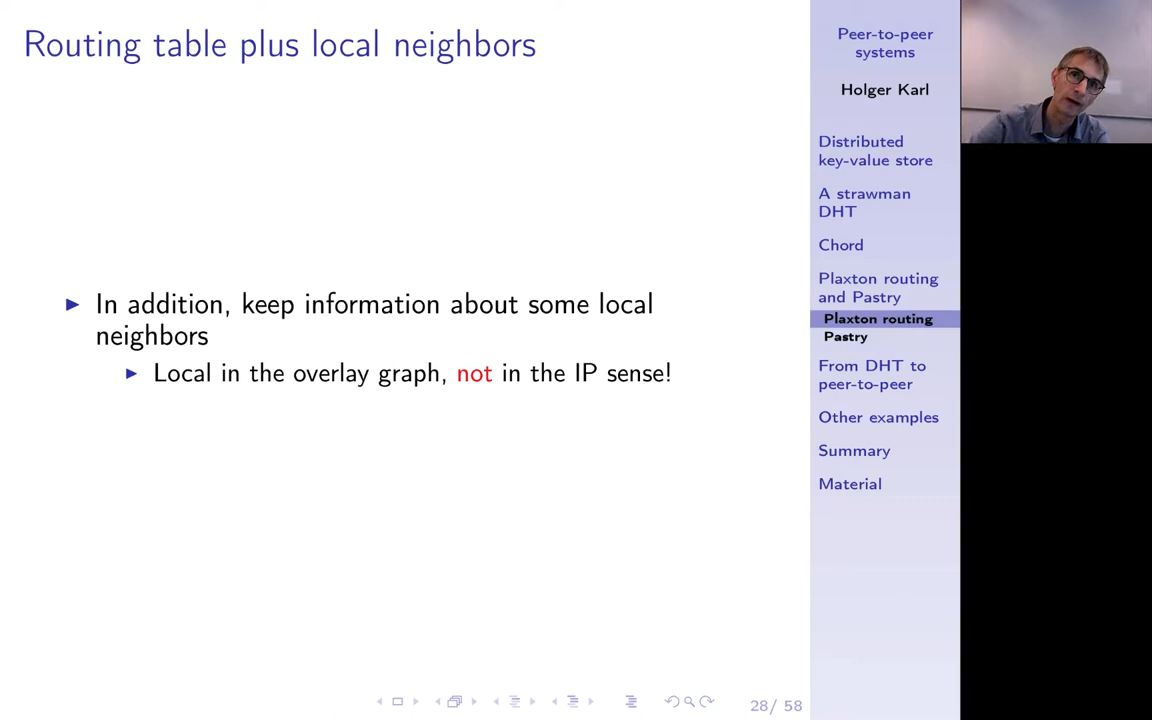 Routing table plus local neighbors
In addition, keep information about some local
neighbors
Local in the overlay graph, not in the IP sense!
Peer-to-peer
systems
Holger Karl
Distributed
key-value store
A strawman
DHT
Chord
Plaxton routing
and Pastry
Plaxton routing
Pastry
From DHT to
peer-to-peer
Other examples
Summary
Material
28/ 58